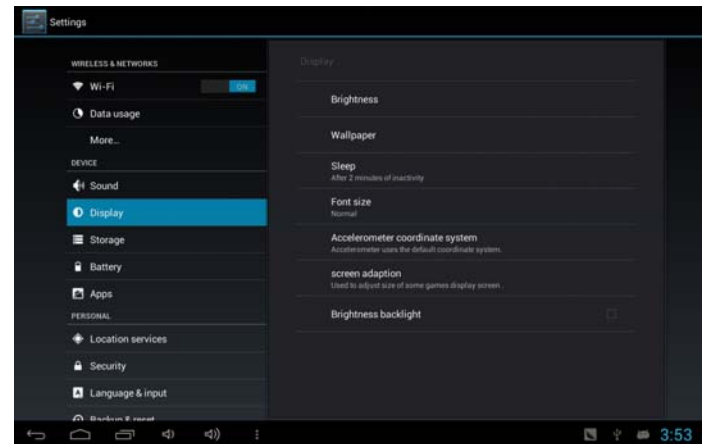 Settings
WIRELESS & NETWORKS
Wi-Fi
ON
Data usage
More...
DEVICE
Sound
Display
Storage
Battery
Apps
PERSONAL
Location services
Security
Language & input
Backup & reset
Display
Brightness
Wallpaper
Sleep
After 2 minutes of inactivity
Font size
Normal
Accelerometer coordinate system
Accelerometer uses the default coordinate system.
screen adaption
Used to adjust size of some games display screen
Brightness backlight
3:53